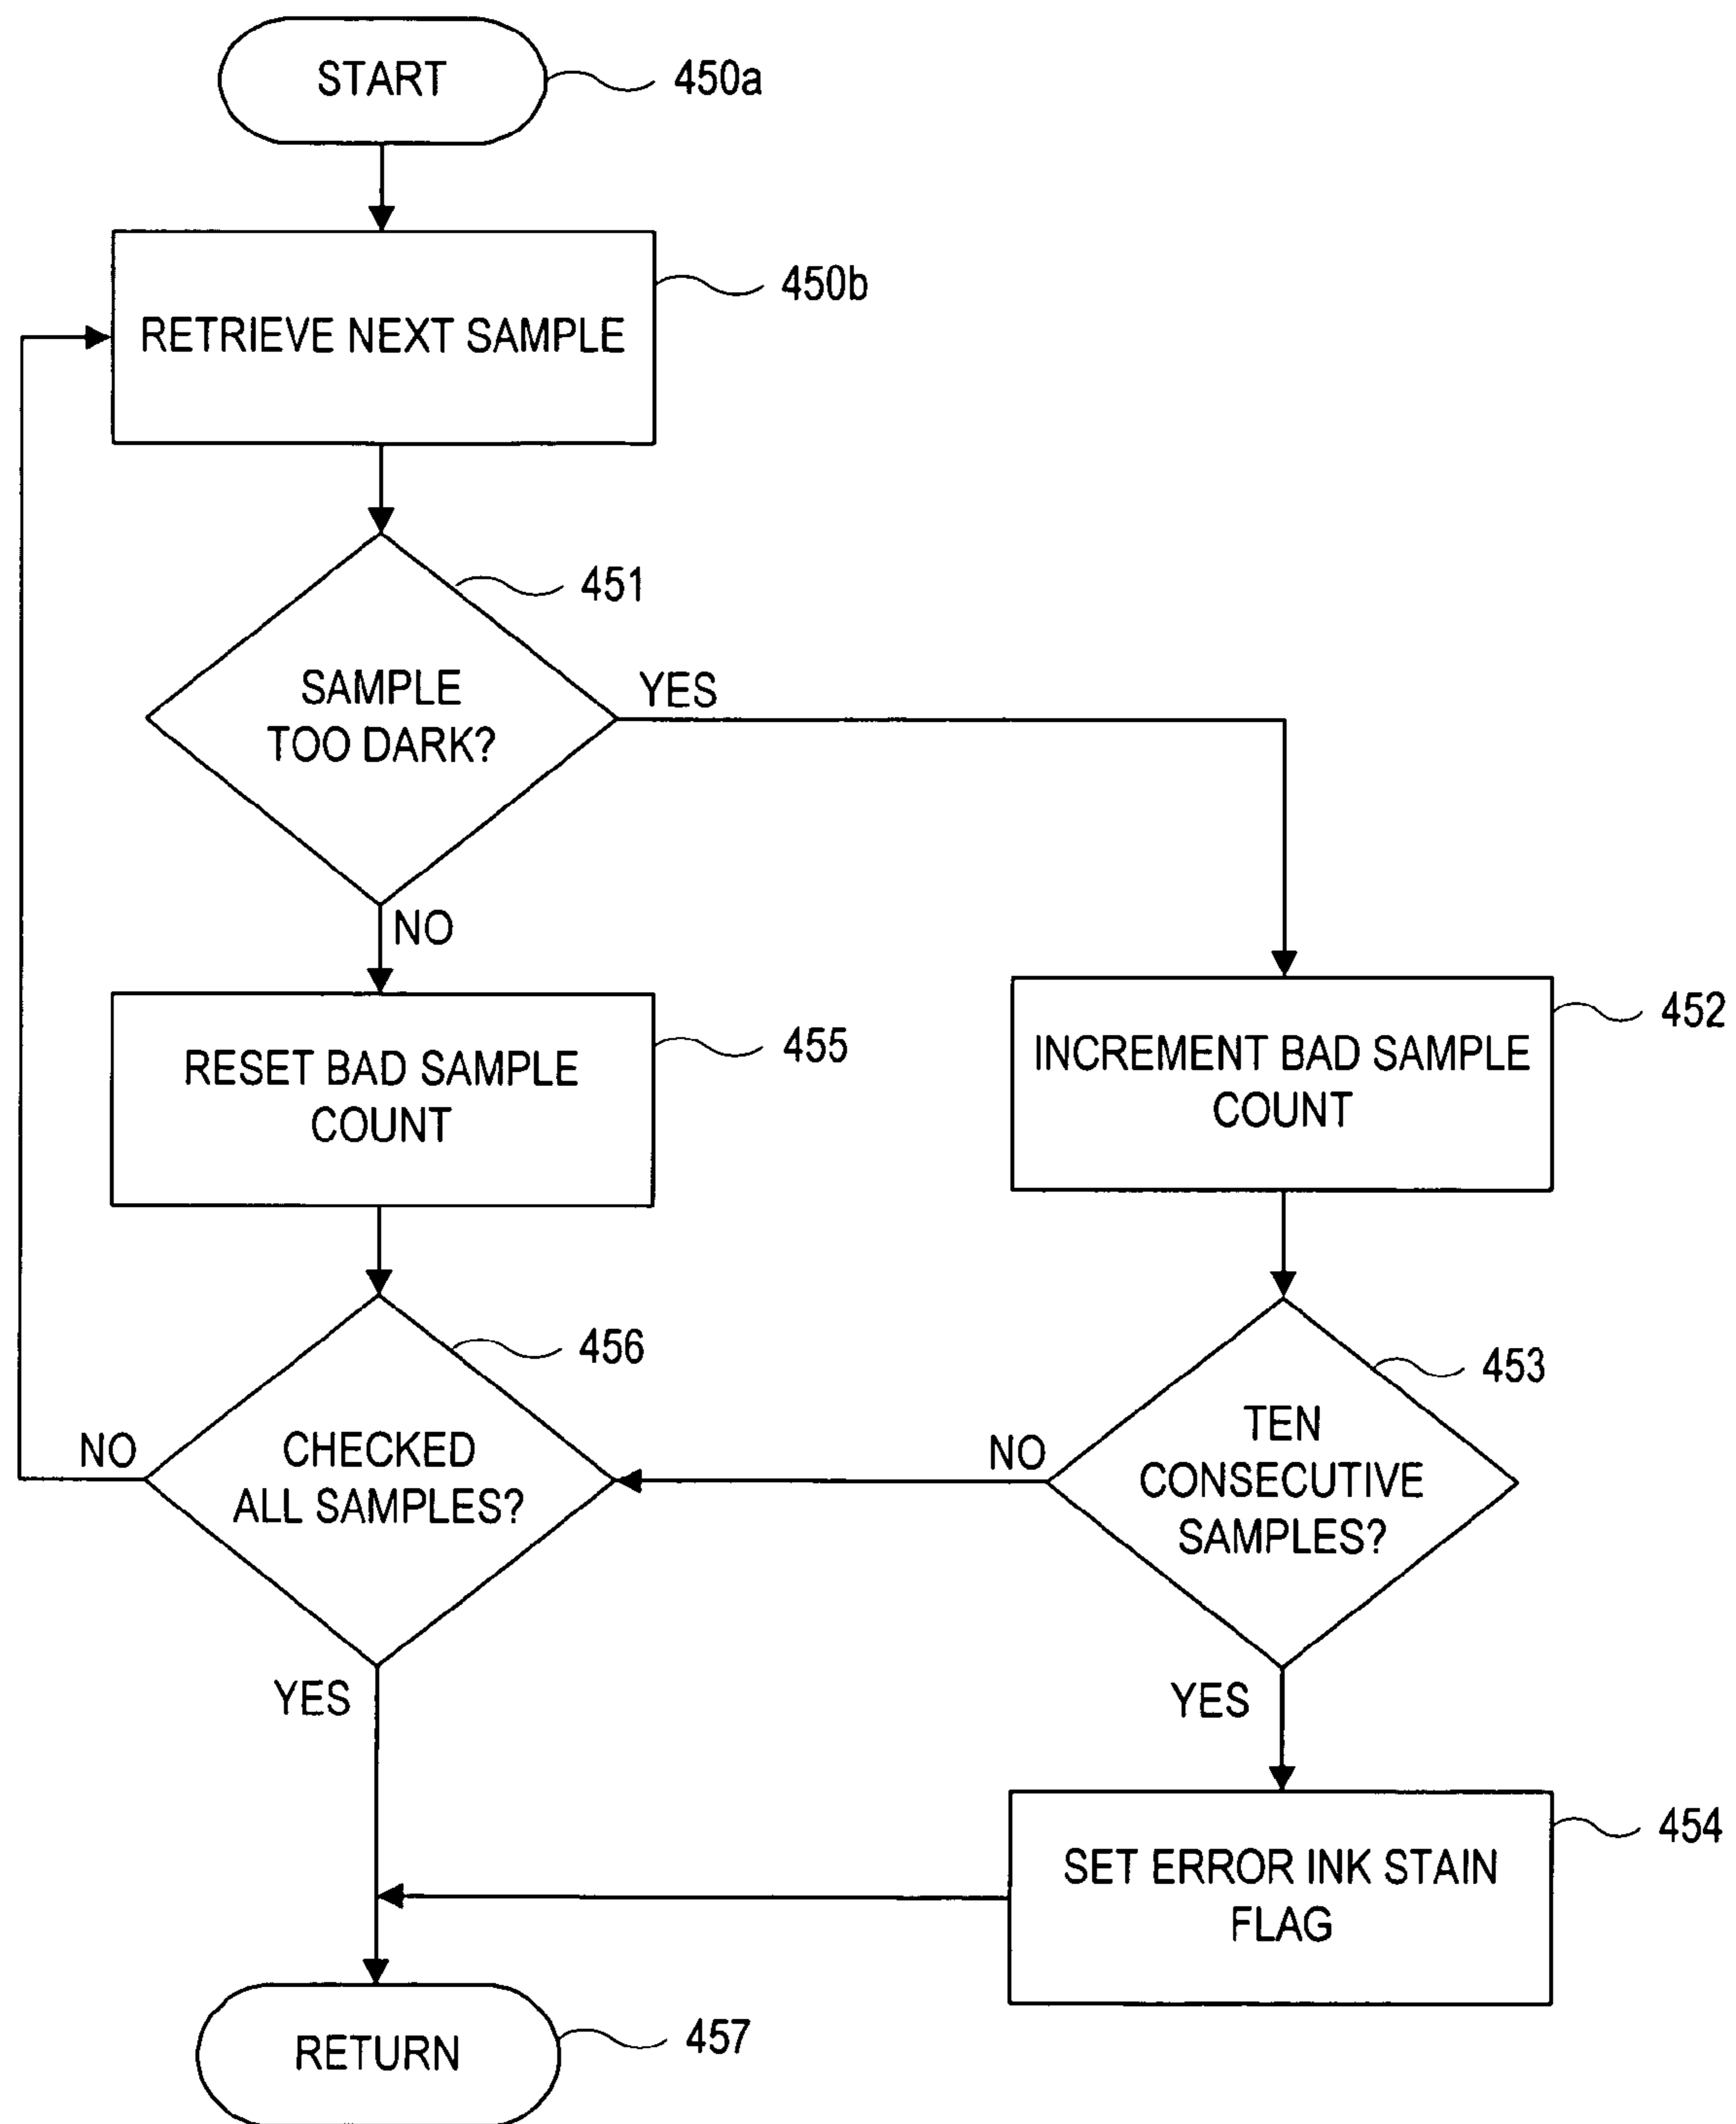 START
450a
450b
RETRIEVE NEXT SAMPLE
451
SAMPLE
TOO DARK?
YES
NO
455
RESET BAD SAMPLE
COUNT
452
INCREMENT BAD SAMPLE
COUNT
456
CHECKED
ALL SAMPLES?
NO
YES
453
TEN
CONSECUTIVE
SAMPLES?
NO
YES
454
SET ERROR INK STAIN
FLAG
RETURN
457